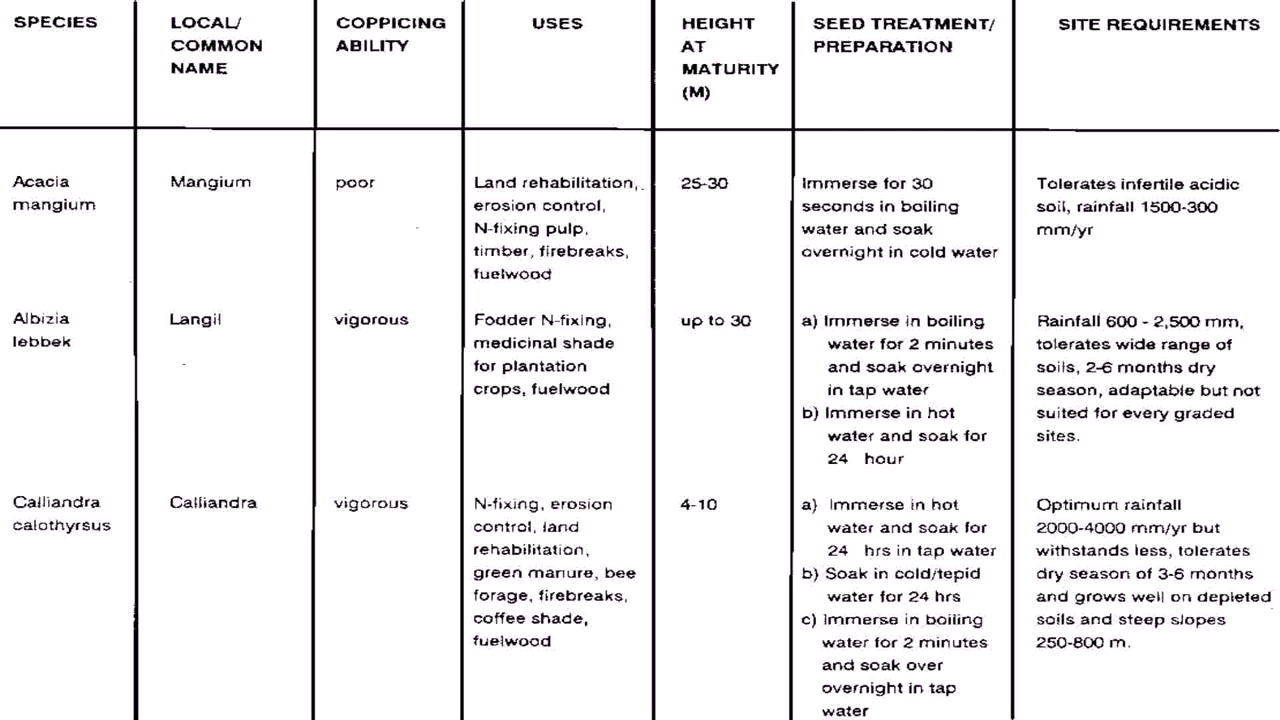 SPECIES
LOCAL/
COMMON
NAME
COPPICING
ABILITY
USES
HEIGHT
AT
MATURITY
(M)
SEED TREATMENT/
PREPARATION
SITE REQUIREMENTS
Acacia
mangium
Mangium
poor
Land rehabilitation,
erosion control,
N-fixing pulp,
timber, firebreaks,
fuelwood
25-30
Immerse for 30
seconds in boiling
water and soak
overnight in cold water
Tolerates infertile acidic
soil, rainfall 1500-300
mm/yr
Albizia
lebbek
Langil
vigorous
Fodder N-fixing,
medicinal shade
for plantation
crops, fuelwood
up to 30
a) Immerse in boiling
water for 2 minutes
and soak overnight
in tap water
b) Immerse in hot
water and soak for
24 hour
Rainfall 600 - 2,500 mm,
tolerates wide range of
soils, 2-6 months dry
season, adaptable but not
suited for every graded
sites.
Calliandra
calothyrsus
Calliandra
vigorous
N-fixing, erosion
control, land
rehabilitation,
green manure, bee
forage, firebreaks,
coffee shade,
fuelwood
4-10
a) Immerse in hot
water and soak for
24 hrs in tap water
b) Soak in cold/tepid
water for 24 hrs
c) Immerse in boiling
water for 2 minutes
and soak over
overnight in tap
water
Optimum rainfall
2000-4000 mm/yr but
withstands less, tolerates
dry season of 3-6 months
and grows well on depleted
soils and steep slopes
250-800 m.